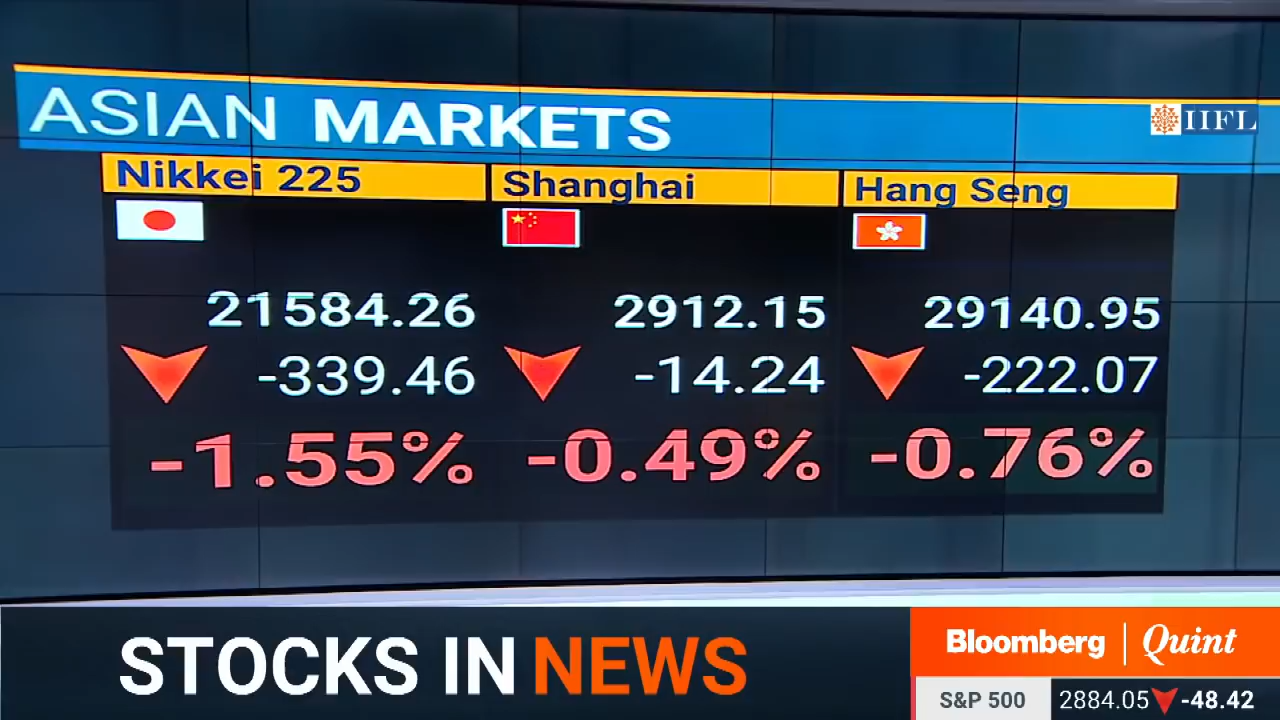 ASIAN MARKETS
IIFL
Nikkei 225 Shanghai Hang Seng
21584.26 2912.15 29140.95
-339.46 -14.24 -222.07
-1.55% -0.49% -0.76%
STOCKS IN NEWS
Bloomberg | Quint
S&P 500 2884.05 -48.42